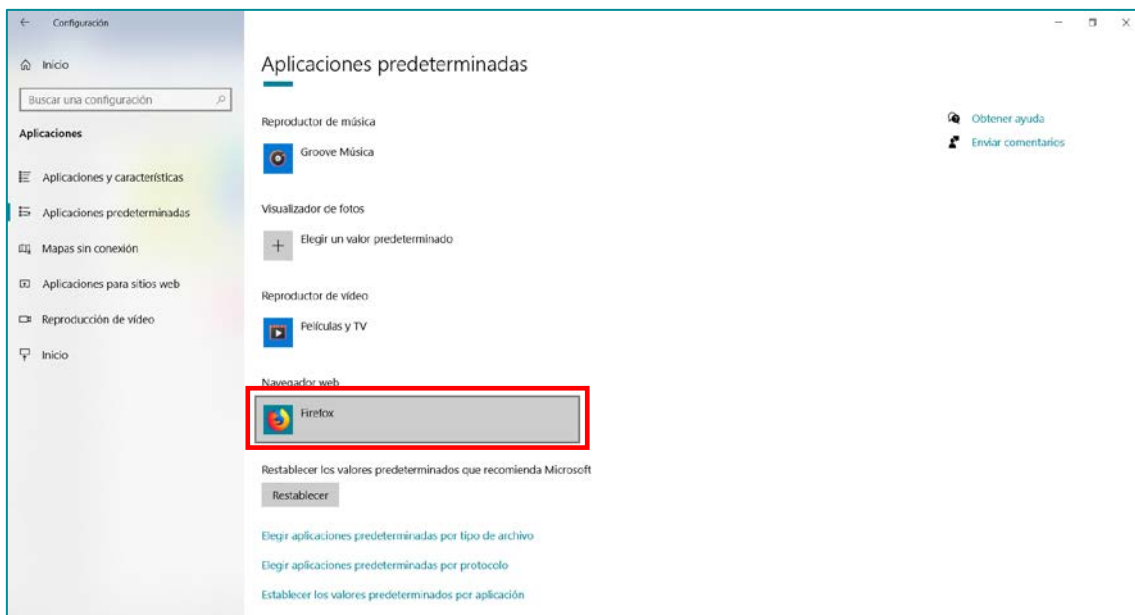 Configuración
Inicio
Buscar una configuración
Aplicaciones
Aplicaciones y características
Aplicaciones predeterminadas
Mapas sin conexión
Aplicaciones para sitios web
Reproducción de vídeo
Inicio
Aplicaciones predeterminadas
Reproductor de música
Groove Música
Visualizador de fotos
Elegir un valor predeterminado
Reproductor de vídeo
Películas y TV
Navegador web
Firefox
Restablecer los valores predeterminados que recomienda Microsoft
Restablecer
Elegir aplicaciones predeterminadas por tipo de archivo
Elegir aplicaciones predeterminadas por protocolo
Establecer los valores predeterminados por aplicación
Obtener ayuda
Enviar comentarios